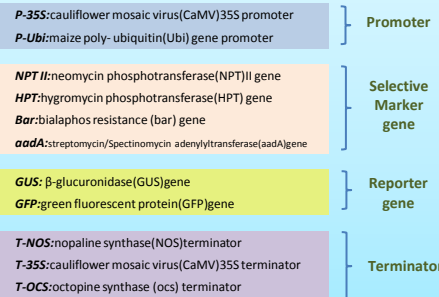 P-35S:cauliflower mosaic virus(CaMV)35S promoter
P-Ubi:maize poly- ubiquitin(Ubi) gene promoter
Promoter
NPT II:neomycin phosphotransferase(NPT)II gene
HPT:hygromycin phosphotransferase(HPT) gene
Bar:bialaphos resistance (bar) gene
aadA:streptomycin/Spectinomycin adenylyltransferase(aadA)gene
Selective
Marker
gene
GUS: β-glucuronidase(GUS)gene
GFP:green fluorescent protein(GFP)gene
Reporter
gene
T-NOS:nopaline synthase(NOS)terminator
T-35S:cauliflower mosaic virus(CaMV)35S terminator
T-OCS:octopine synthase (ocs) terminator
Terminator